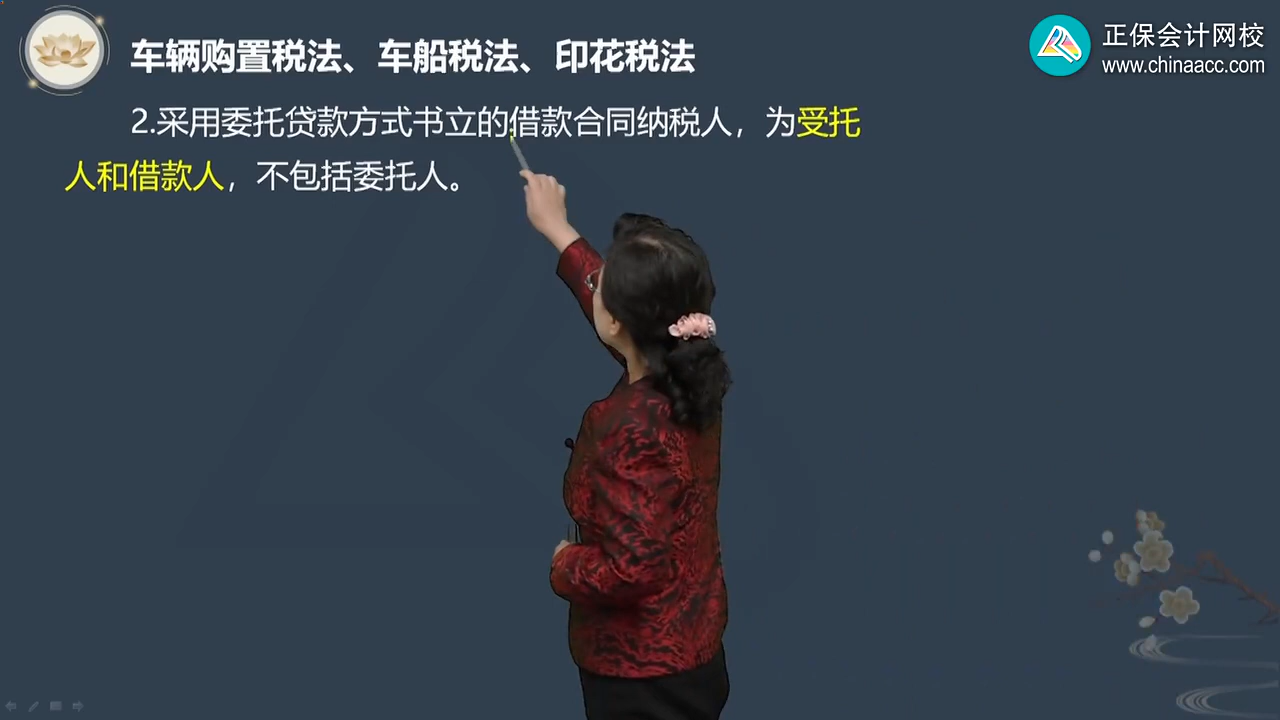 车辆购置税法、车船税法、印花税法
正保会计网校
www.chinaacc.com
2.采用委托贷款方式书立的借款合同纳税人，为受托
人和借款人，不包括委托人。